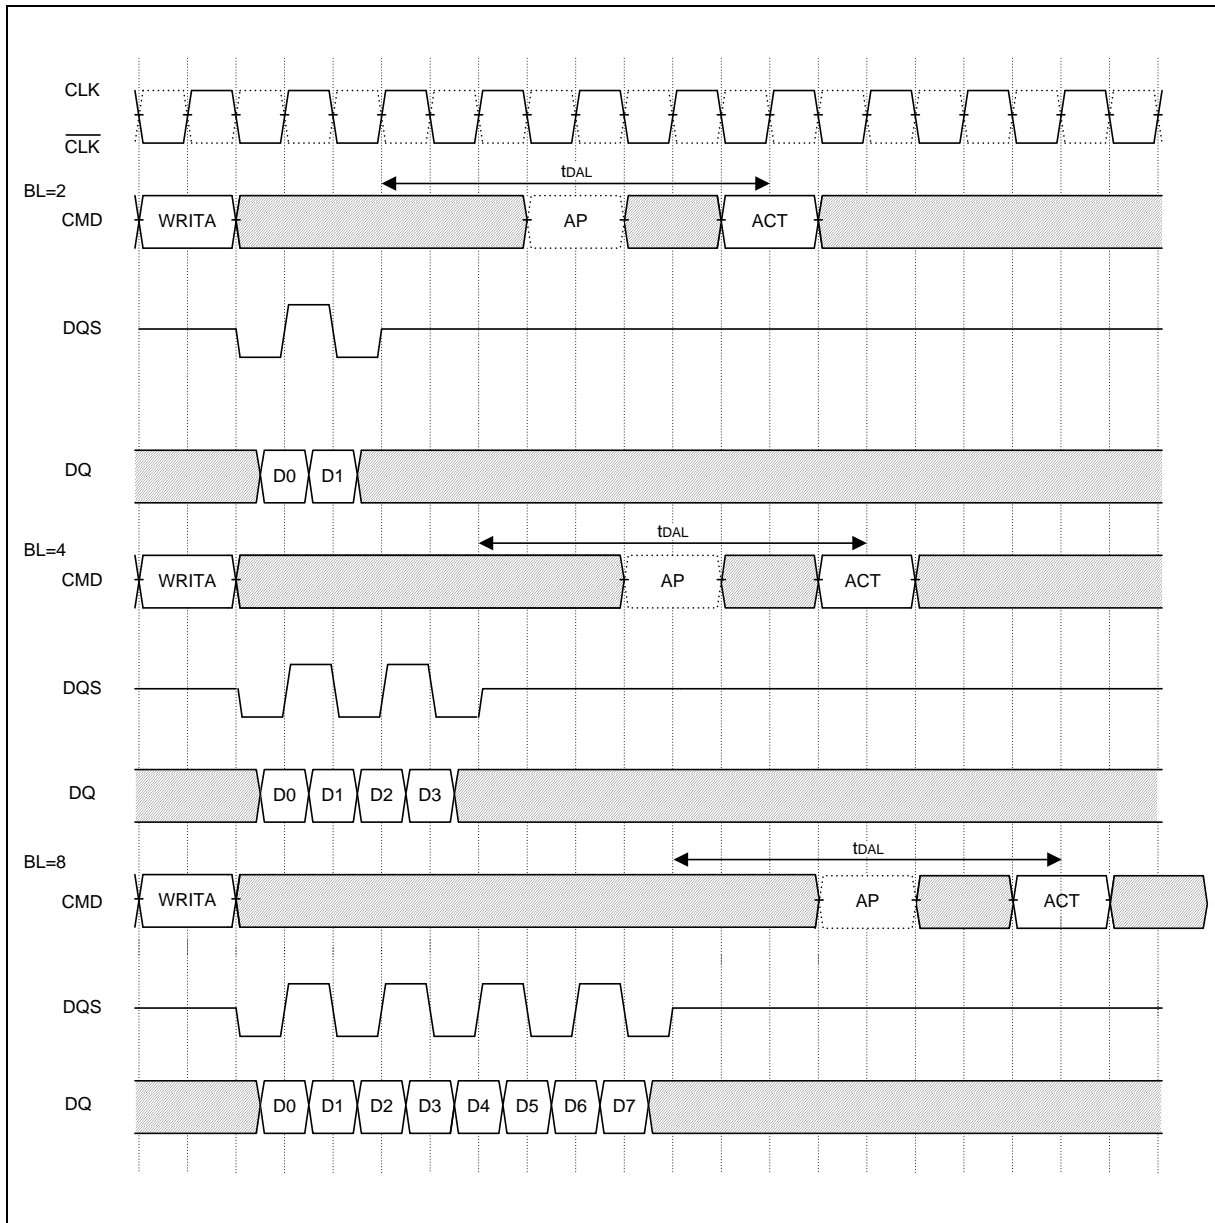 CLK
CLK
tDAL
BL=2
CMD WRITA AP ACT
DQS
DQ D0 D1
tDAL
BL=4
CMD WRITA AP ACT
DQS
DQ D0 D1 D2 D3
tDAL
BL=8
CMD WRITA AP ACT
DQS
DQ D0 D1 D2 D3 D4 D5 D6 D7